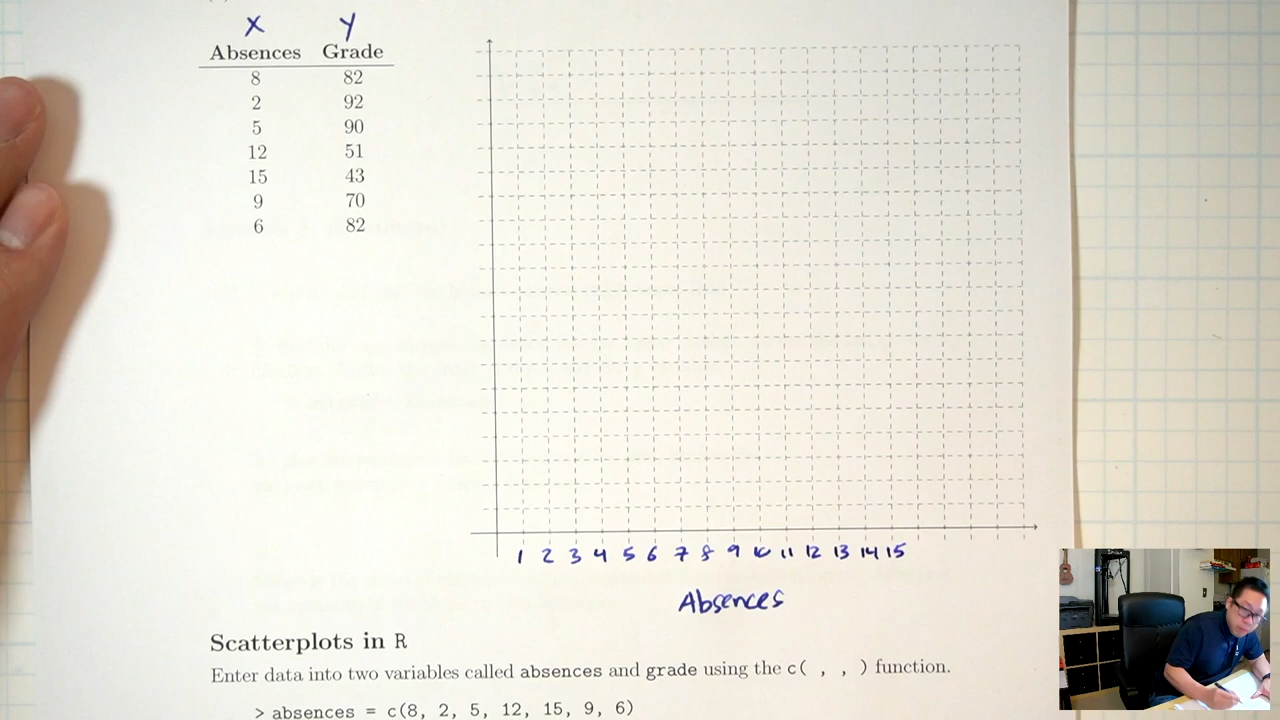 X Y
Absences Grade
8 82
2 92
5 90
12 51
15 43
9 70
6 82
1 2 3 4 5 6 7 8 9 10 11 12 13 14 15
Absences
Scatterplots in R
Enter data into two variables called absences and grade using the c( , , ) function.
> absences = c(8, 2, 5, 12, 15, 9, 6)